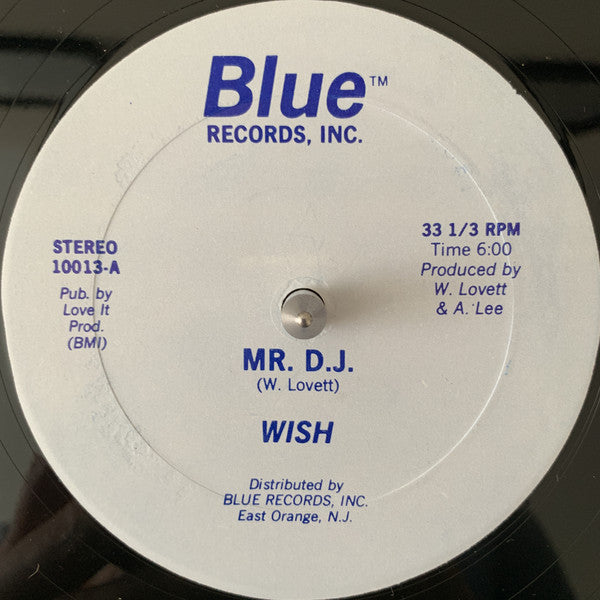 Blue™
RECORDS, INC.
STEREO
10013-A
Pub. by
Love It
Prod.
(BMI)
33 1/3 RPM
Time 6:00
Produced by
W. Lovett
& A. Lee
MR. D.J.
(W. Lovett)
WISH
Distributed by
BLUE RECORDS, INC.
East Orange, N.J.